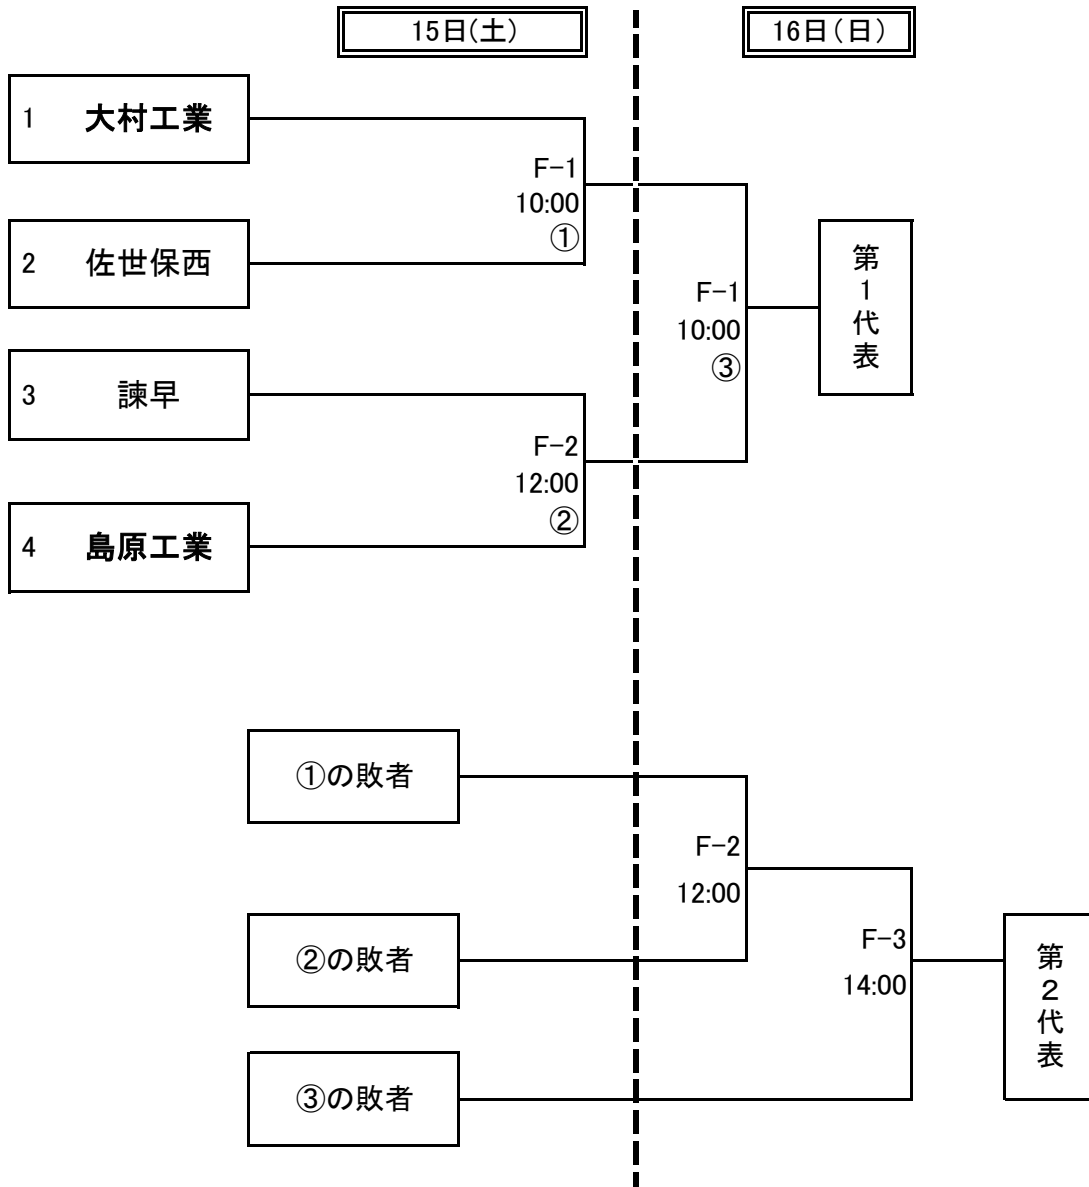 15日(土)
16日(日)
1 大村工業
F-1
10:00
①
2 佐世保西
F-1
10:00
③
第1代表
3 諫早
F-2
12:00
②
4 島原工業
①の敗者
F-2
12:00
②の敗者
F-3
14:00
第2代表
③の敗者